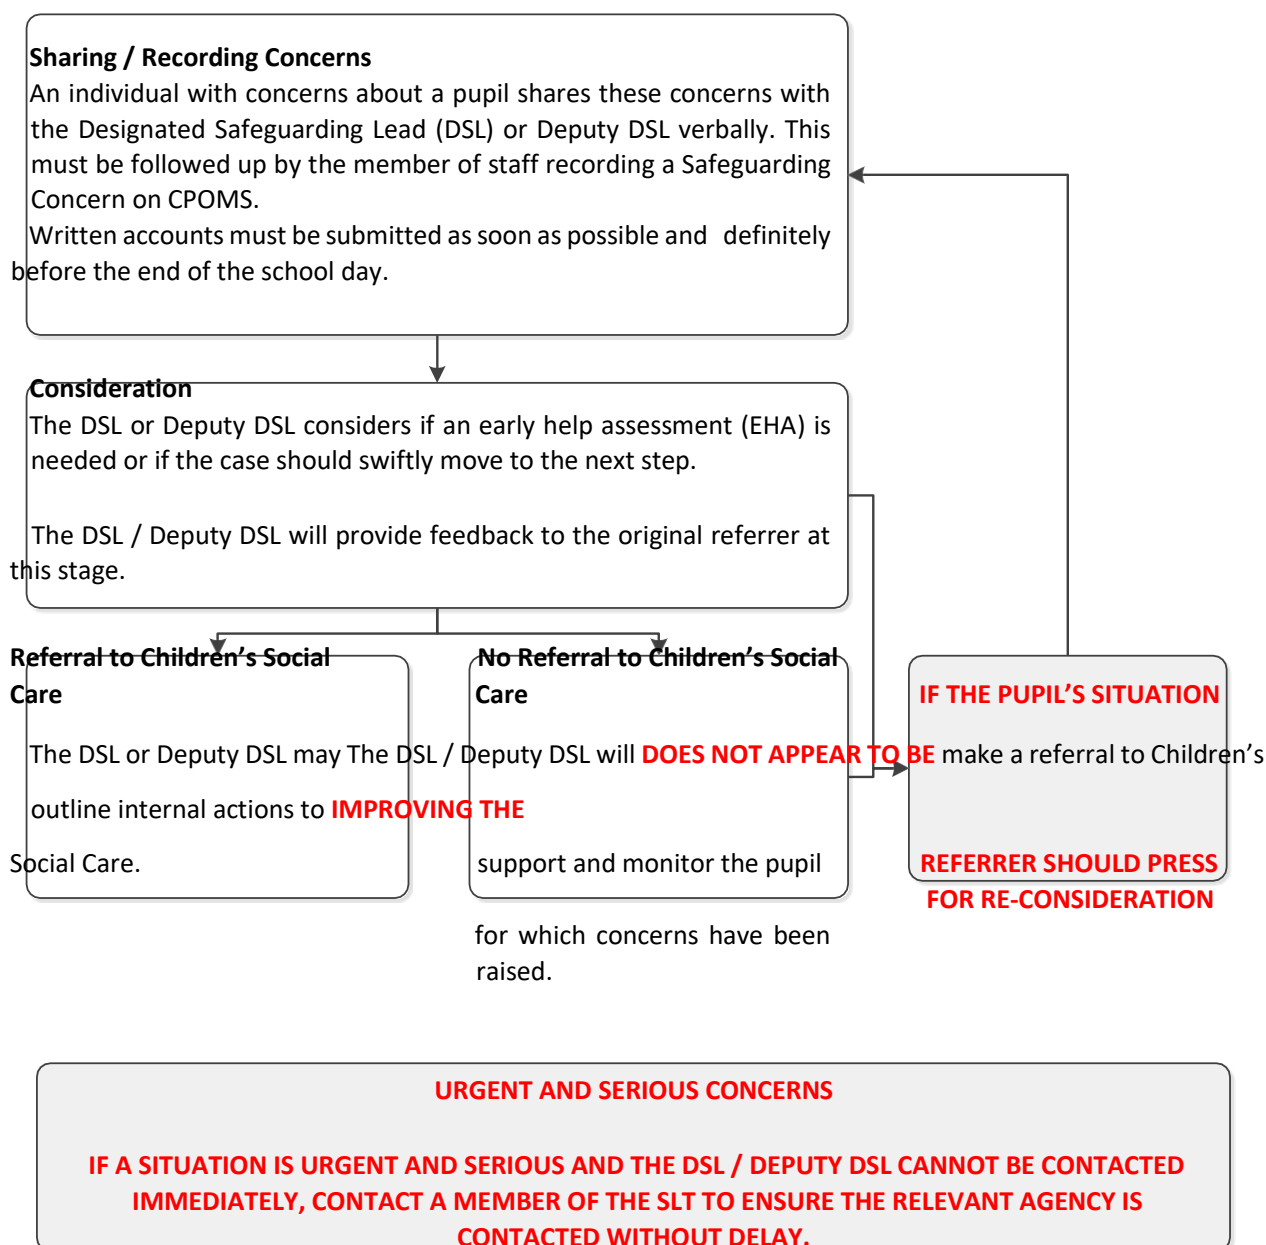 Sharing / Recording Concerns
An individual with concerns about a pupil shares these concerns with
the Designated Safeguarding Lead (DSL) or Deputy DSL verbally. This
must be followed up by the member of staff recording a Safeguarding
Concern on CPOMS.
Written accounts must be submitted as soon as possible and definitely
before the end of the school day.
Consideration
The DSL or Deputy DSL considers if an early help assessment (EHA) is
needed or if the case should swiftly move to the next step.
The DSL / Deputy DSL will provide feedback to the original referrer at
this stage.
Referral to Children’s Social
Care
No Referral to Children’s Social
Care
IF THE PUPIL’S SITUATION
The DSL or Deputy DSL may The DSL / Deputy DSL will DOES NOT APPEAR TO BE make a referral to Children’s
outline internal actions to IMPROVING THE
Social Care.
support and monitor the pupil
REFERRER SHOULD PRESS
FOR RE-CONSIDERATION
for which concerns have been
raised.
URGENT AND SERIOUS CONCERNS
IF A SITUATION IS URGENT AND SERIOUS AND THE DSL / DEPUTY DSL CANNOT BE CONTACTED
IMMEDIATELY, CONTACT A MEMBER OF THE SLT TO ENSURE THE RELEVANT AGENCY IS
CONTACTED WITHOUT DELAY.